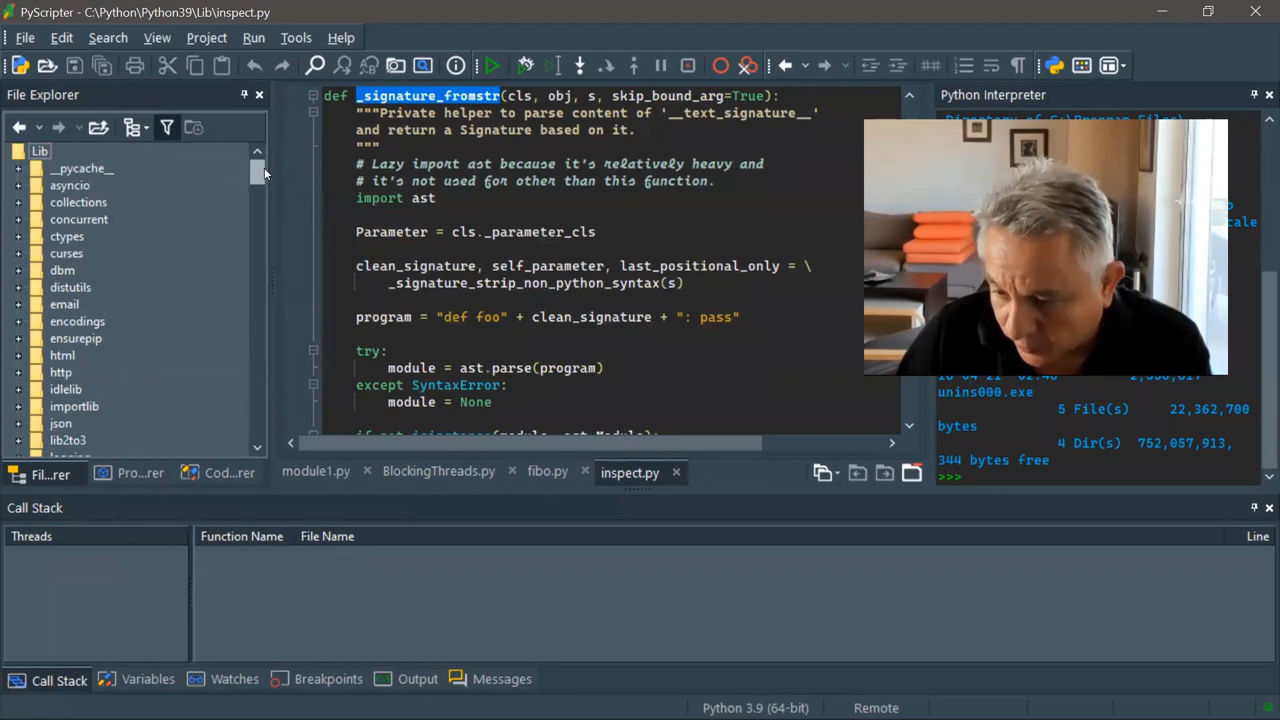 PyScripter - C:\Python\Python39\Lib\inspect.py
File Edit Search View Project Run Tools Help
File Explorer
Lib
__pycache__
asyncio
collections
concurrent
ctypes
curses
dbm
distutils
email
encodings
ensurepip
html
http
idlelib
importlib
json
lib2to3
Fil...rer Pro...rer Cod...rer
def _signature_fromstr(cls, obj, s, skip_bound_arg=True):
"""Private helper to parse content of '__text_signature__'
and return a Signature based on it.
"""
# Lazy import ast because it's relatively heavy and
# it's not used for other than this function.
import ast
Parameter = cls._parameter_cls
clean_signature, self_parameter, last_positional_only = \
_signature_strip_non_python_syntax(s)
program = "def foo" + clean_signature + ": pass"
try:
module = ast.parse(program)
except SyntaxError:
module = None
if not isinstance(module, ast.Module):
module1.py BlockingThreads.py fibo.py inspect.py
Python Interpreter
cale
unins000.exe
5 File(s) 22,362,700
bytes
4 Dir(s) 752,057,913,
344 bytes free
>>>
Call Stack
Threads Function Name File Name Line
Call Stack Variables Watches Breakpoints Output Messages
Python 3.9 (64-bit) Remote